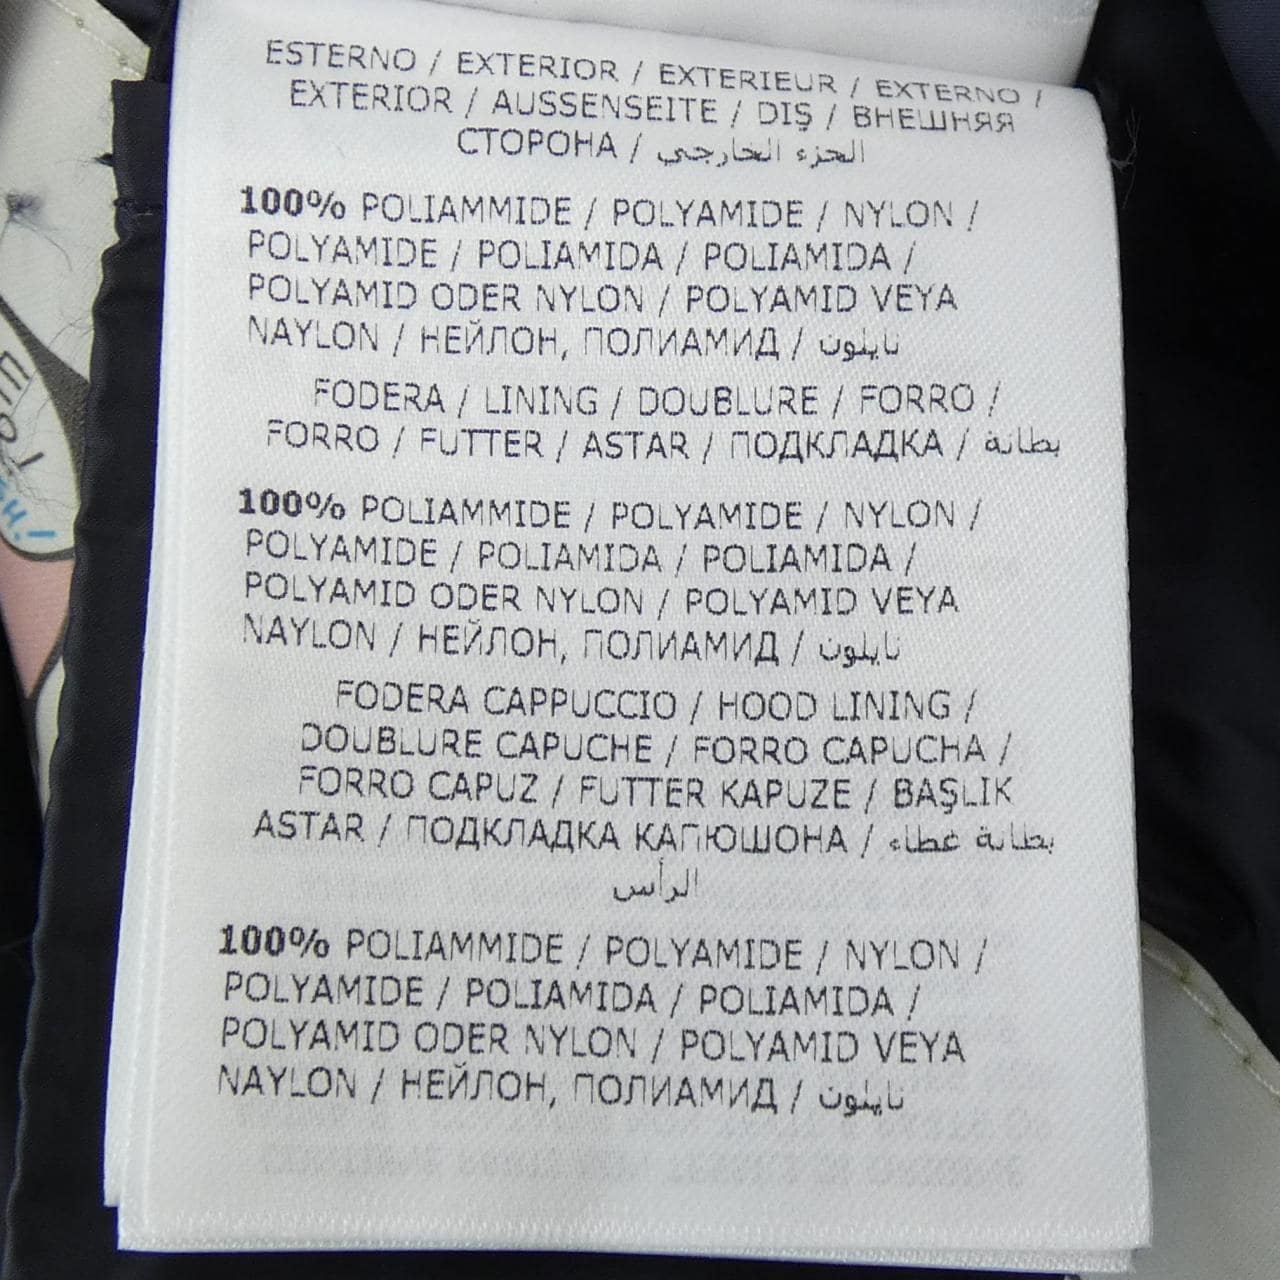 ESTERNO / EXTERIOR / EXTERIEUR / EXTERNO /
EXTERIOR / AUSSENSEITE / DIŞ / ВНЕШНЯЯ
СТОРОНА / الجزء الخارجي
100% POLIAMMIDE / POLYAMIDE / NYLON /
POLYAMIDE / POLIAMIDA / POLIAMIDA /
POLYAMID ODER NYLON / POLYAMID VEYA
NAYLON / НЕЙЛОН, ПОЛИАМИД / نايلون
FODERA / LINING / DOUBLURE / FORRO /
FORRO / FUTTER / ASTAR / ПОДКЛАДКА / بطانة
100% POLIAMMIDE / POLYAMIDE / NYLON /
POLYAMIDE / POLIAMIDA / POLIAMIDA /
POLYAMID ODER NYLON / POLYAMID VEYA
NAYLON / НЕЙЛОН, ПОЛИАМИД / نايلون
FODERA CAPPUCCIO / HOOD LINING /
DOUBLURE CAPUCHE / FORRO CAPUCHA /
FORRO CAPUZ / FUTTER KAPUZE / BAŞLIK
ASTAR / ПОДКЛАДКА КАПЮШОНА / بطانة غطاء
الرأس
100% POLIAMMIDE / POLYAMIDE / NYLON /
POLYAMIDE / POLIAMIDA / POLIAMIDA /
POLYAMID ODER NYLON / POLYAMID VEYA
NAYLON / НЕЙЛОН, ПОЛИАМИД / نايلون